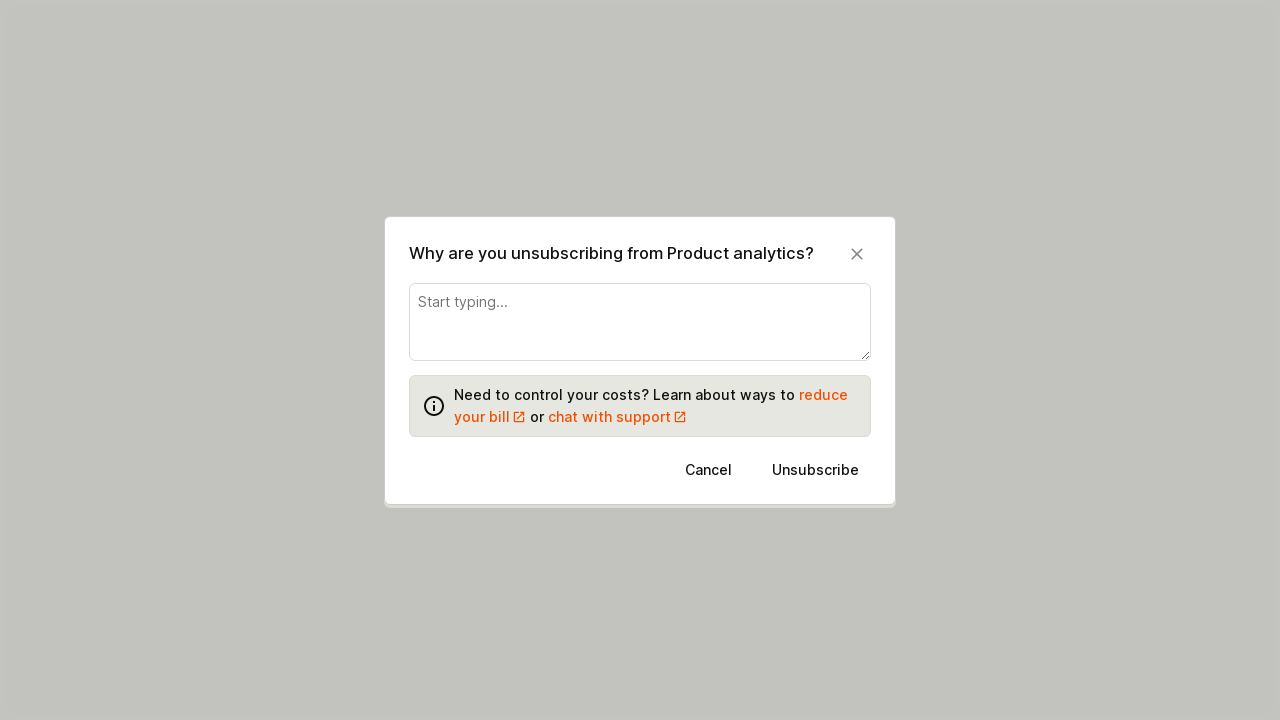 Why are you unsubscribing from Product analytics?
Start typing...
Need to control your costs? Learn about ways to reduce
your bill or chat with support
Cancel
Unsubscribe